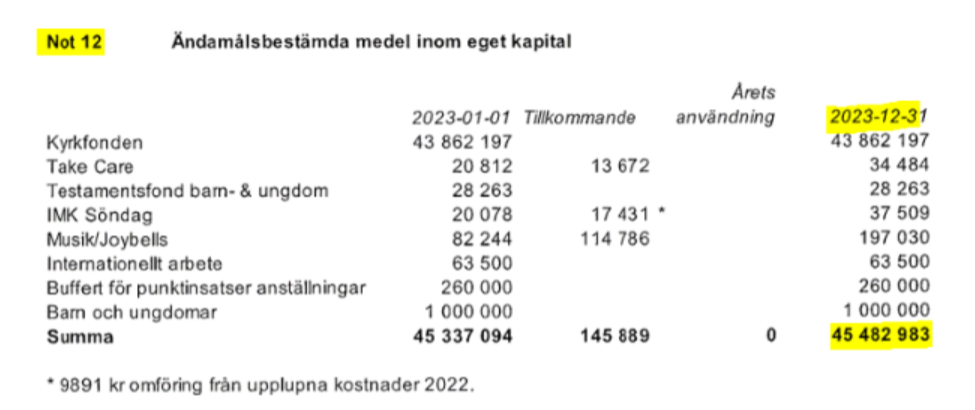 Not 12 Ändamålsbestämda medel inom eget kapital
Årets
2023-01-01 Tillkommande användning 2023-12-31
Kyrkfonden 43 862 197 43 862 197
Take Care 20 812 13 672 34 484
Testamentsfond barn- & ungdom 28 263 28 263
IMK Söndag 20 078 17 431 * 37 509
Musik/Joybells 82 244 114 786 197 030
Internationellt arbete 63 500 63 500
Buffert för punktinsatser anställningar 260 000 260 000
Barn och ungdomar 1 000 000 1 000 000
Summa 45 337 094 145 889 0 45 482 983
* 9891 kr omföring från upplupna kostnader 2022.